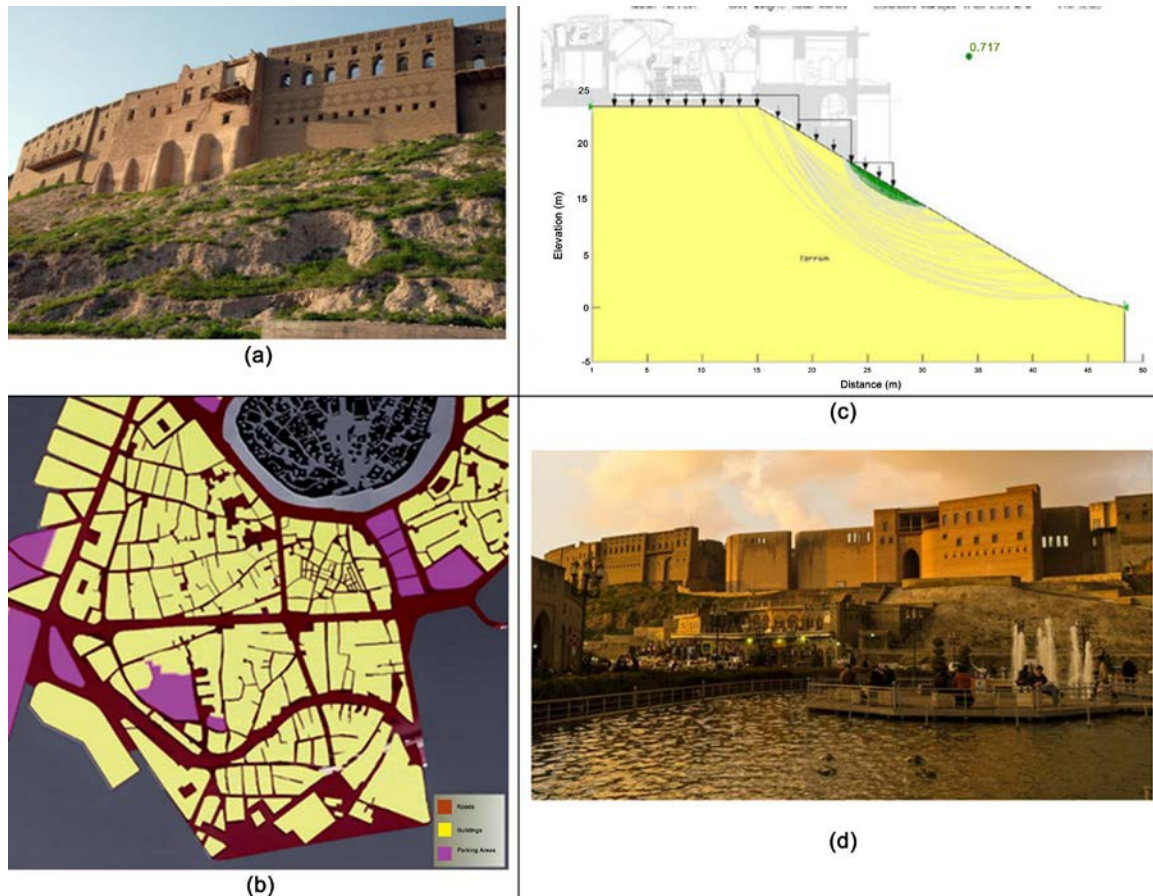 (a)
0.717
25
20
15
5
0
-5
Elevation (m)
Terrain
1 5 10 15 20 25 30 35 40 45 50
Distance (m)
(c)
Roads
Buildings
Parking Areas
(b)
(d)